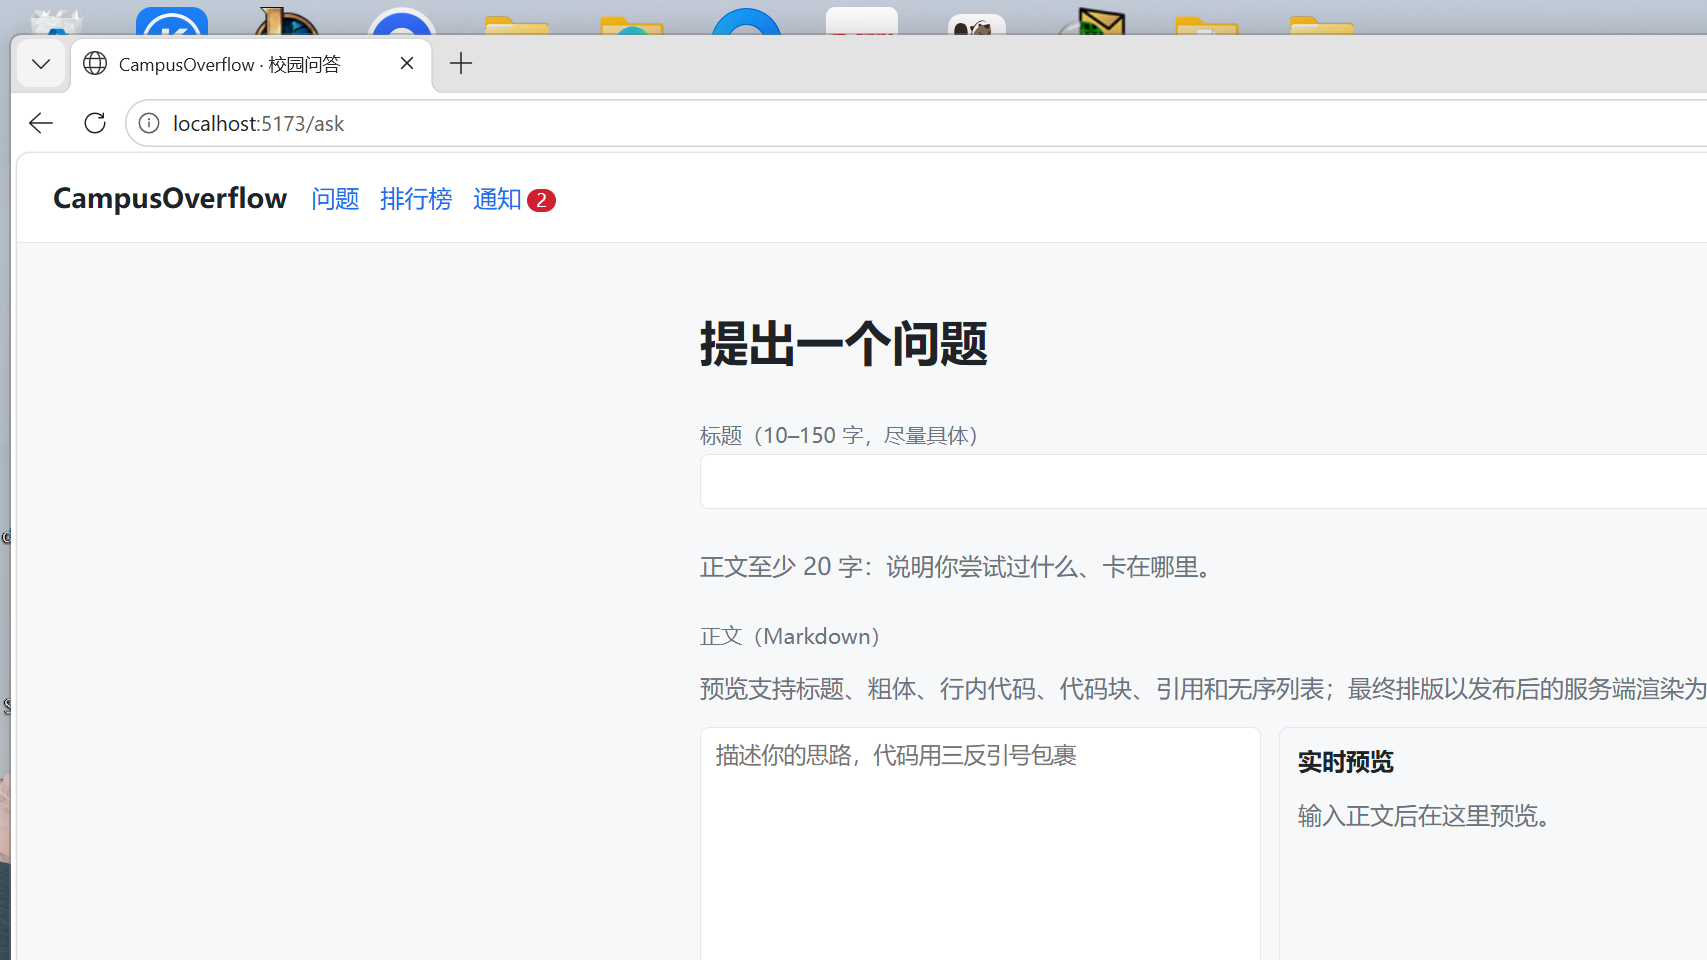 CampusOverflow · 校园问答
localhost:5173/ask
CampusOverflow 问题 排行榜 通知 2
提出一个问题
标题（10–150 字，尽量具体）
正文至少 20 字：说明你尝试过什么、卡在哪里。
正文（Markdown）
预览支持标题、粗体、行内代码、代码块、引用和无序列表；最终排版以发布后的服务端渲染为
描述你的思路，代码用三反引号包裹
实时预览
输入正文后在这里预览。